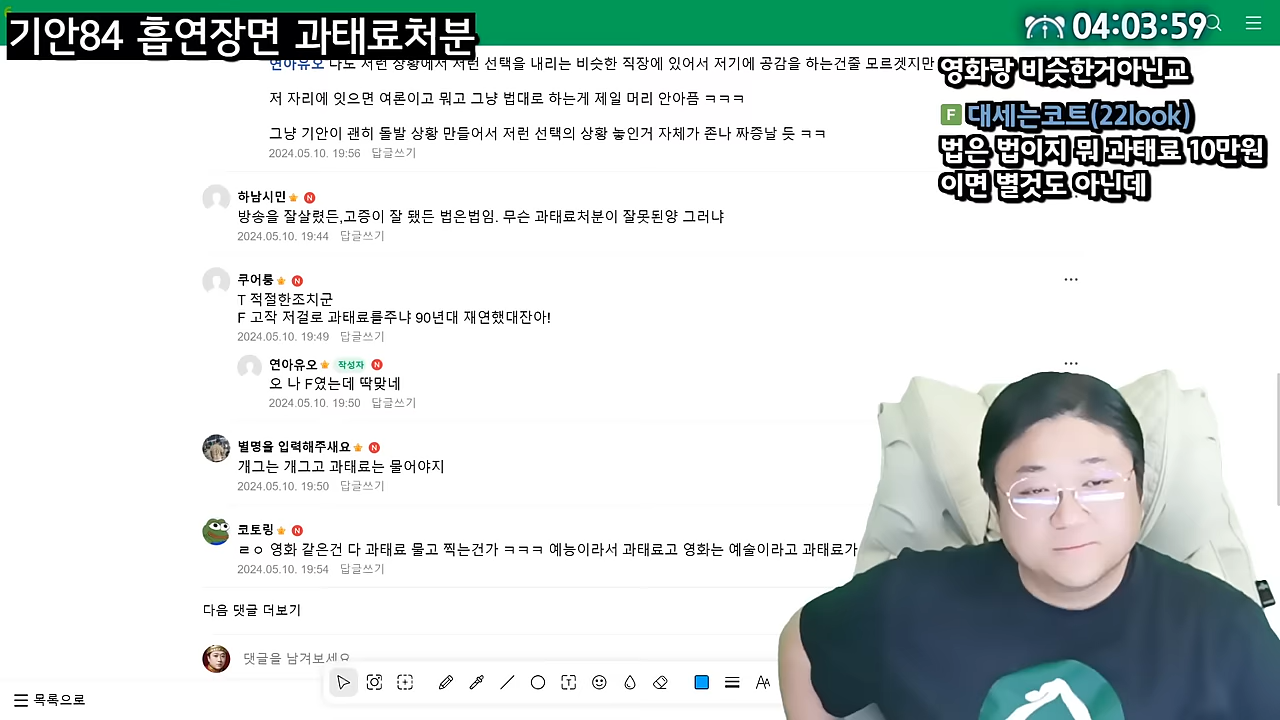 기안84 흡연장면 과태료처분
04:03:59
영화랑 비슷한거아닌교
F 대세는코트(22look)
법은 법이지 뭐 과태료 10만원
이면 별것도 아닌데
연아유오 나도 저런 상황에서 저런 선택을 내리는 비슷한 직장에 있어서 저기에 공감을 하는건줄 모르겟지만
저 자리에 잇으면 여론이고 뭐고 그냥 법대로 하는게 제일 머리 안아픔 ㅋㅋㅋ
그냥 기안이 괜히 돌발 상황 만들어서 저런 선택의 상황 놓인거 자체가 존나 짜증날 듯 ㅋㅋ
2024.05.10. 19:56 답글쓰기
하남시민 N
방송을 잘살렸든,고증이 잘 됐든 법은법임. 무슨 과태료처분이 잘못된양 그러냐
2024.05.10. 19:44 답글쓰기
쿠어룽 N
T 적절한조치군
F 고작 저걸로 과태료를주냐 90년대 재연했대잔아!
2024.05.10. 19:49 답글쓰기
연아유오 작성자 N
오 나 F였는데 딱맞네
2024.05.10. 19:50 답글쓰기
별명을 입력해주새요 N
개그는 개그고 과태료는 물어야지
2024.05.10. 19:50 답글쓰기
코토링 N
ㄹㅇ 영화 같은건 다 과태료 물고 찍는건가 ㅋㅋㅋ 예능이라서 과태료고 영화는 예술이라고 과태료가
2024.05.10. 19:54 답글쓰기
다음 댓글 더보기
댓글을 남겨보세요
목록으로